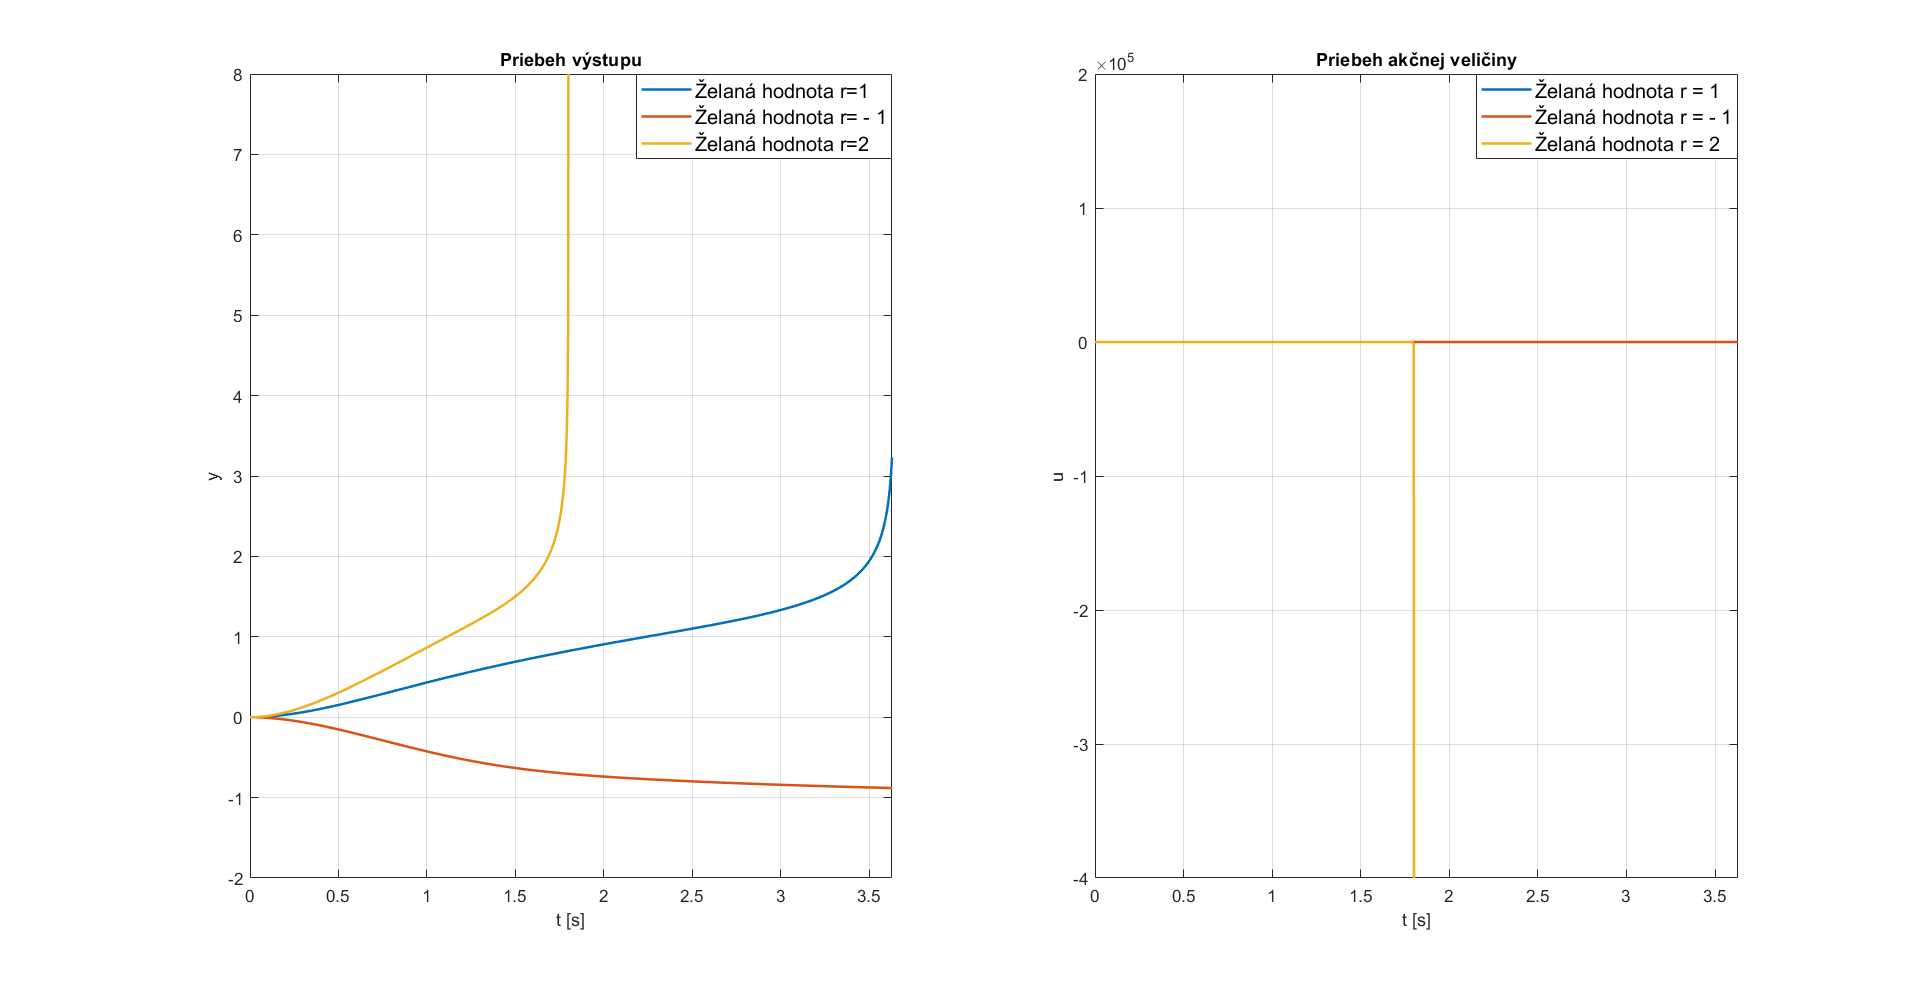 Priebeh výstupu
Želaná hodnota r=1
Želaná hodnota r= - 1
Želaná hodnota r=2
8
7
6
5
4
3
2
1
0
-1
-2
y
0 0.5 1 1.5 2 2.5 3 3.5
t [s]
Priebeh akčnej veličiny
×10^5
Želaná hodnota r = 1
Želaná hodnota r = - 1
Želaná hodnota r = 2
2
1
0
-1
-2
-3
-4
u
0 0.5 1 1.5 2 2.5 3 3.5
t [s]